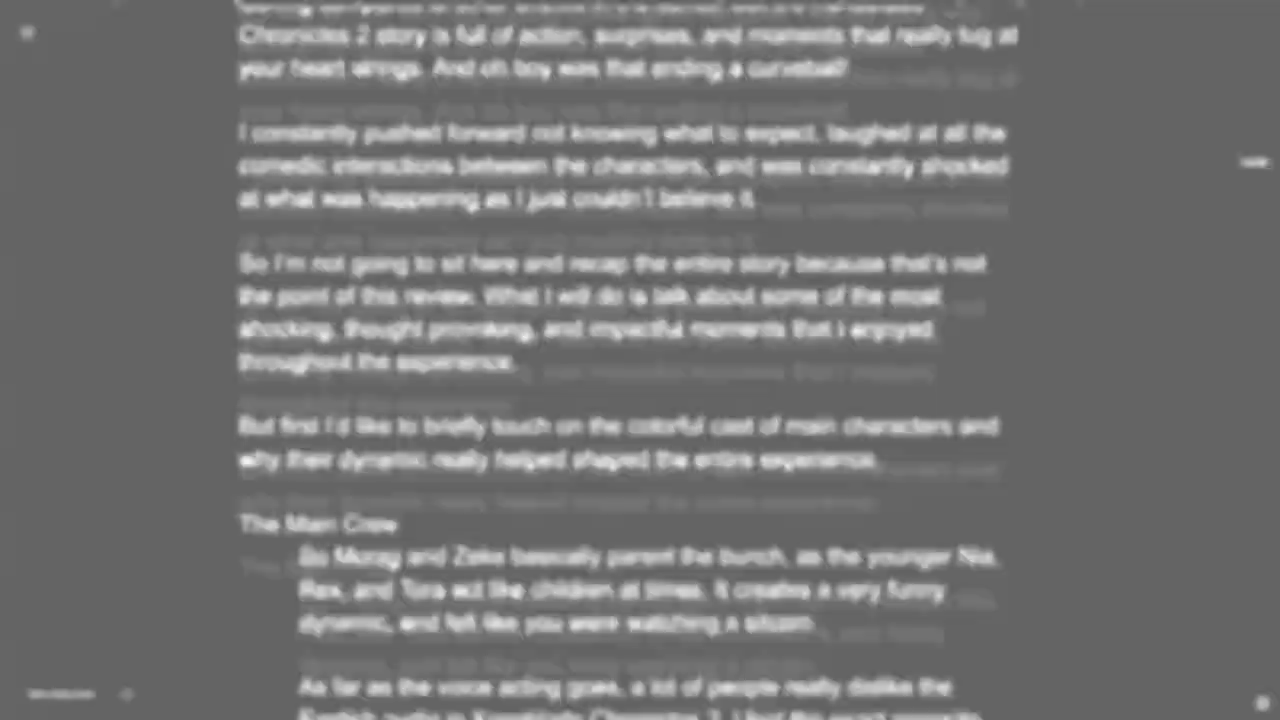 Chronicles 2 story is full of action, surprises, and moments that really tug at
your heart strings. And oh boy was that ending a curveball!
I constantly pushed forward not knowing what to expect, laughed at all the
comedic interactions between the characters, and was constantly shocked
at what was happening as I just couldn't believe it.
So I'm not going to sit here and recap the entire story because that's not
the point of this review. What I will do is talk about some of the most
shocking, thought provoking, and impactful moments that I enjoyed
throughout the experience.
But first I'd like to briefly touch on the colorful cast of main characters and
why their dynamic really helped shaped the entire experience.
The Main Crew
So Morag and Zeke basically parent the bunch, as the younger Nia,
Rex, and Tora act like children at times. It creates a very funny
dynamic, and felt like you were watching a sitcom.
As far as the voice acting goes, a lot of people really dislike the